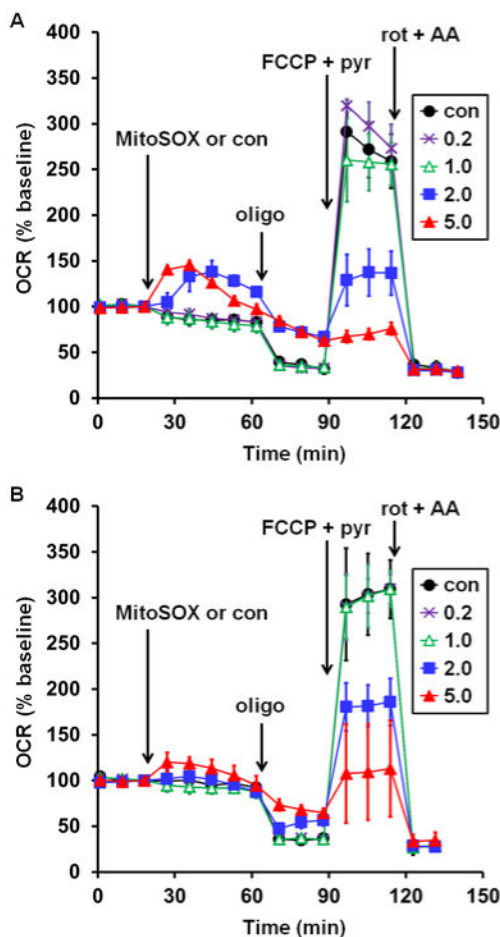 A
rot + AA
400
FCCP + pyr
350
con
0.2
1.0
2.0
5.0
300
MitoSOX or con
250
oligo
200
150
100
50
0
OCR (% baseline)
0 30 60 90 120 150
Time (min)
B
rot + AA
400
FCCP + pyr
350
con
0.2
1.0
2.0
5.0
300
MitoSOX or con
250
oligo
200
150
100
50
0
OCR (% baseline)
0 30 60 90 120 150
Time (min)